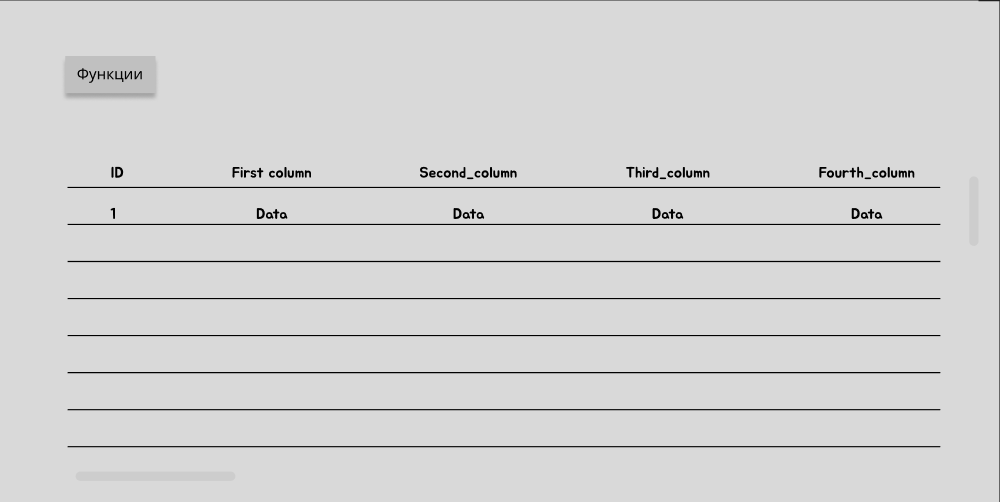 Функции
ID First column Second_column Third_column Fourth_column
1 Data Data Data Data